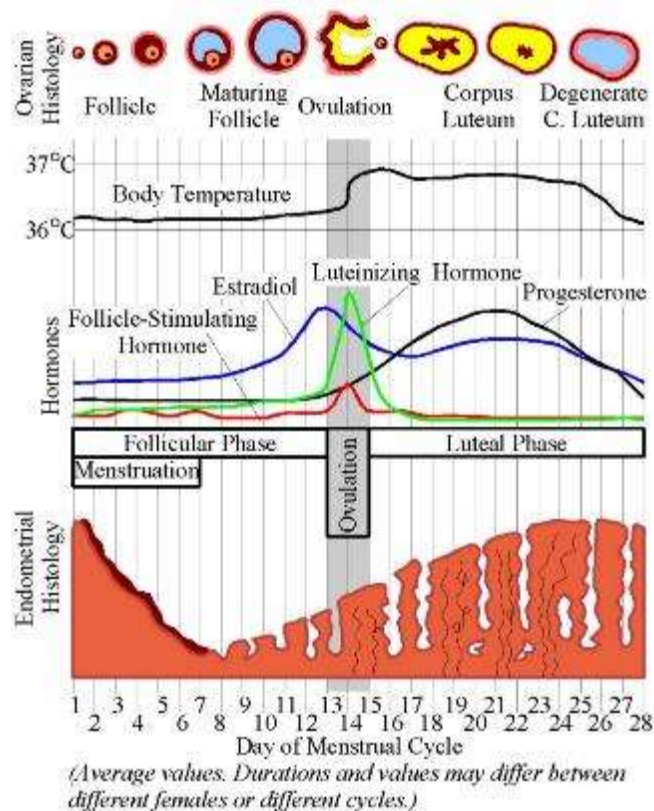 Ovarian
Histology
Follicle
Maturing
Follicle
Ovulation
Corpus
Luteum
Degenerate
C. Luteum
37°C
Body Temperature
36°C
Hormones
Estradiol
Luteinizing Hormone
Progesterone
Follicle-Stimulating
Hormone
Follicular Phase
Luteal Phase
Menstruation
Ovulation
Endometrial
Histology
1 3 5 7 9 11 13 15 17 19 21 23 25 27
2 4 6 8 10 12 14 16 18 20 22 24 26 28
Day of Menstrual Cycle
(Average values. Durations and values may differ between
different females or different cycles.)